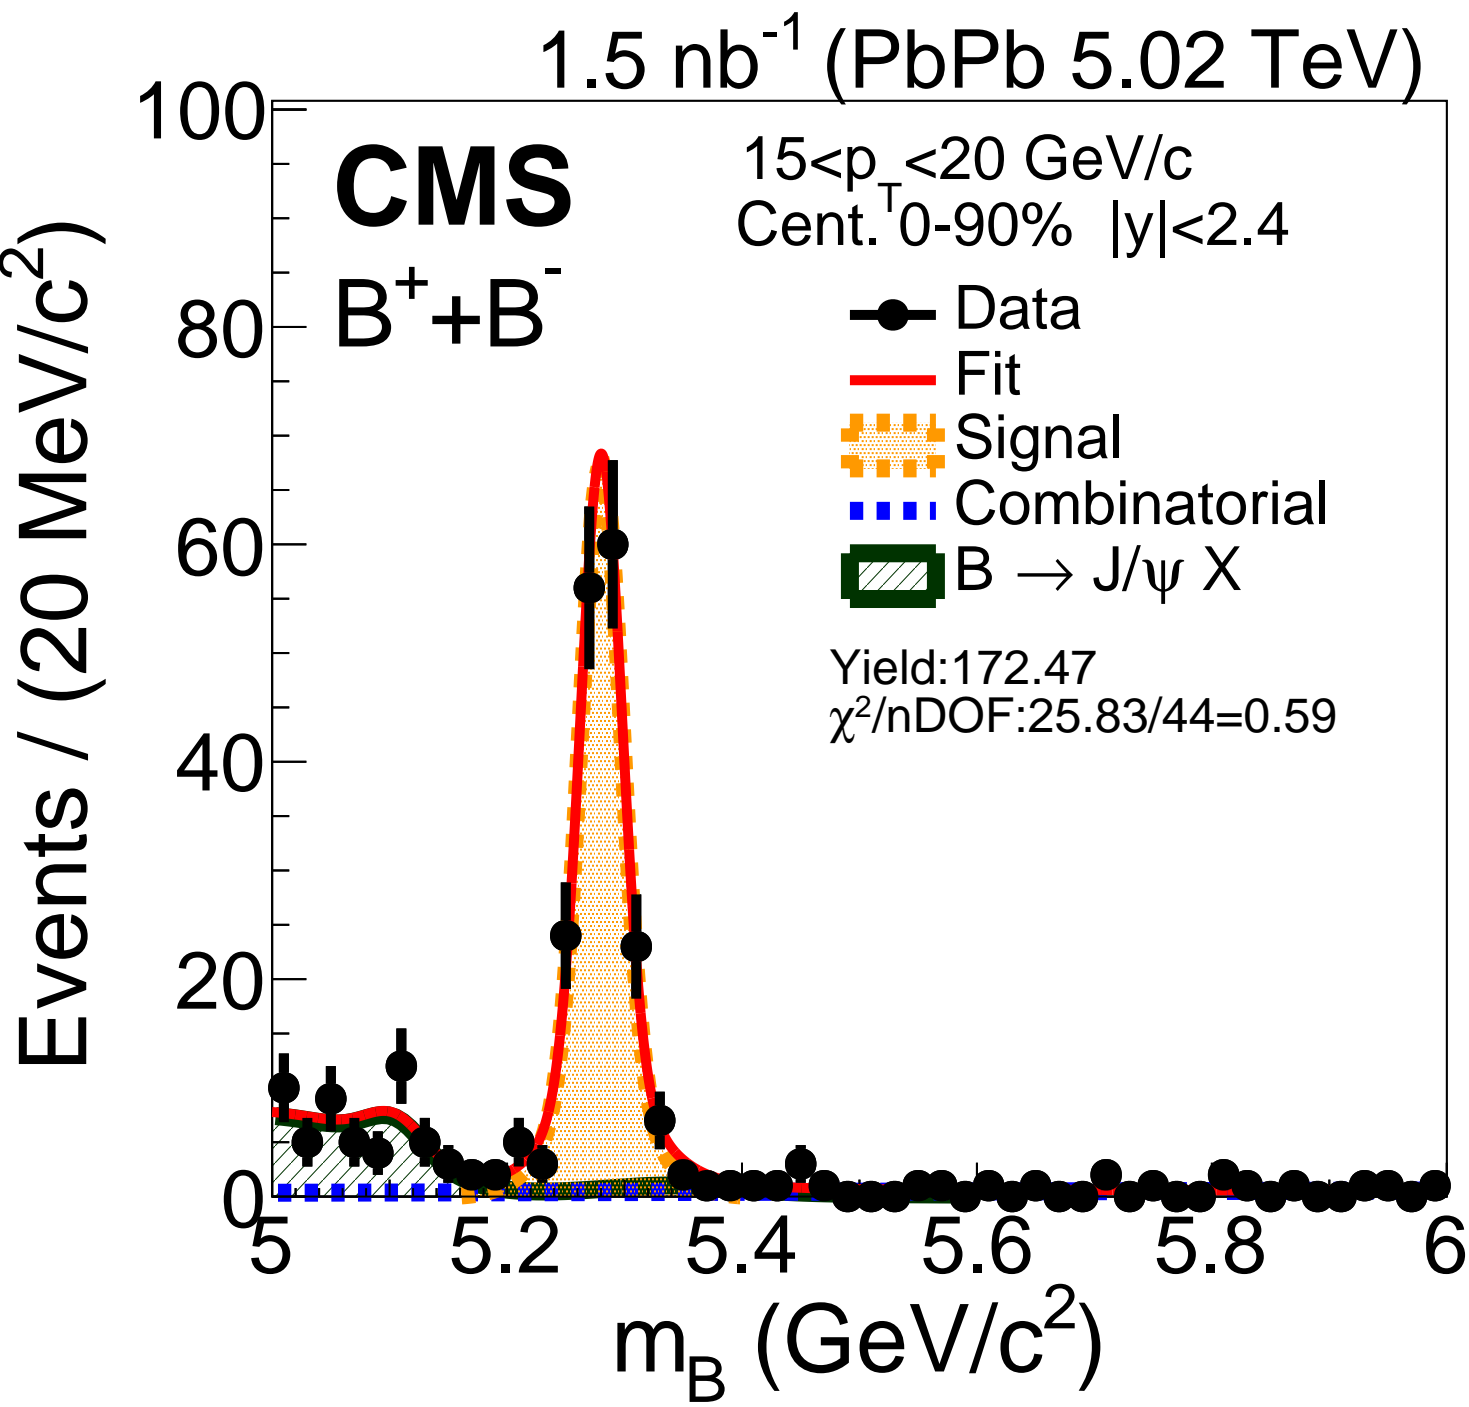 1.5 nb⁻¹ (PbPb 5.02 TeV)
100
80
60
40
20
0
Events / (20 MeV/c²)
CMS
B⁺+B⁻
15<p_T<20 GeV/c
Cent. 0-90% |y|<2.4
Data
Fit
Signal
Combinatorial
B → J/ψ X
Yield:172.47
χ²/nDOF:25.83/44=0.59
5 5.2 5.4 5.6 5.8 6
m_B (GeV/c²)